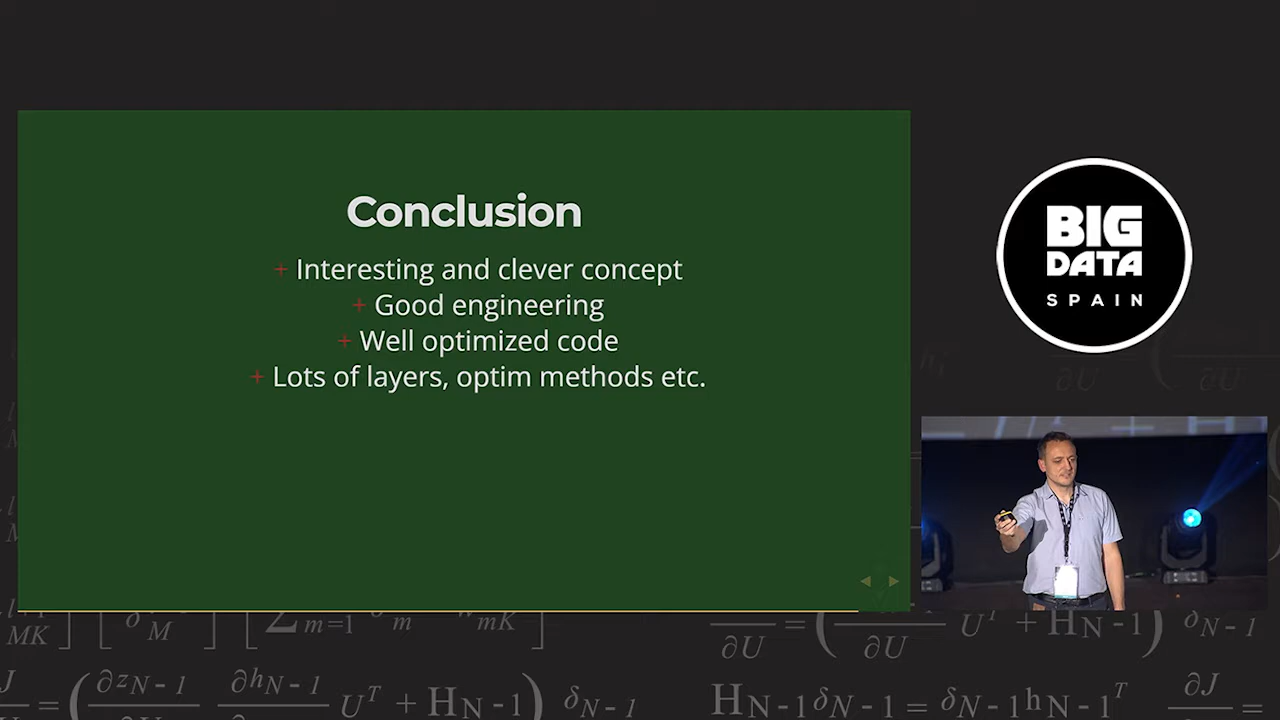 Conclusion
+ Interesting and clever concept
+ Good engineering
+ Well optimized code
+ Lots of layers, optim methods etc.
BIG
DATA
SPAIN